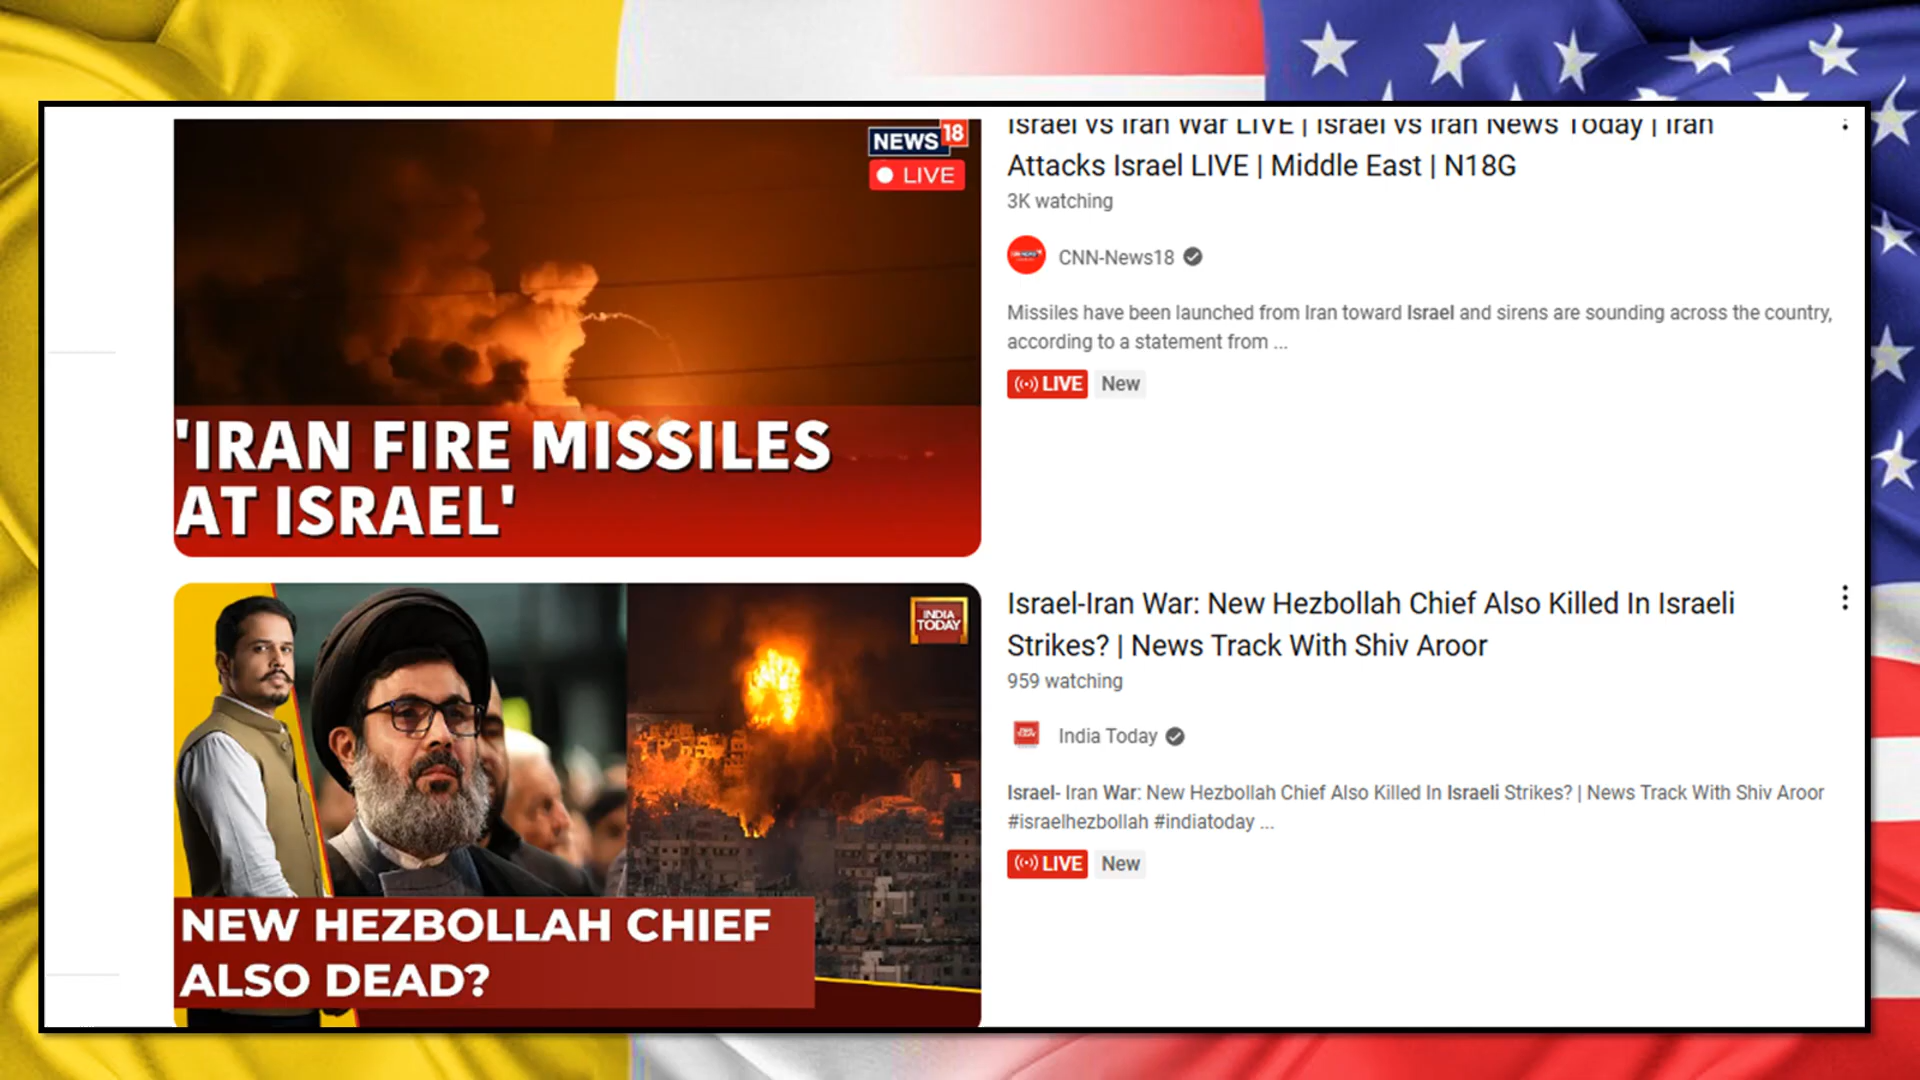 NEWS 18
LIVE
'IRAN FIRE MISSILES
AT ISRAEL'
Israel vs Iran War LIVE | Israel vs Iran News Today | Iran
Attacks Israel LIVE | Middle East | N18G
3K watching
CNN-News18
Missiles have been launched from Iran toward Israel and sirens are sounding across the country,
according to a statement from ...
LIVE New
INDIA
TODAY
NEW HEZBOLLAH CHIEF
ALSO DEAD?
Israel-Iran War: New Hezbollah Chief Also Killed In Israeli
Strikes? | News Track With Shiv Aroor
959 watching
India Today
Israel- Iran War: New Hezbollah Chief Also Killed In Israeli Strikes? | News Track With Shiv Aroor
#israelhezbollah #indiatoday ...
LIVE New